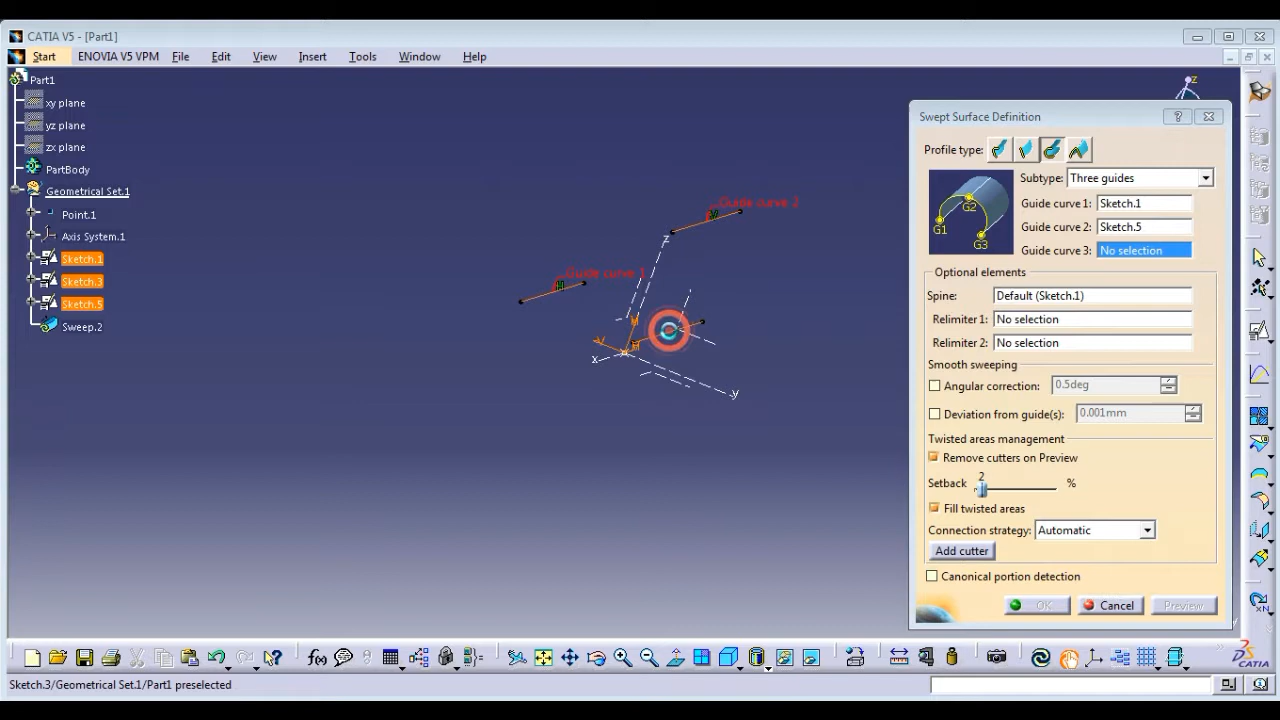 CATIA V5 - [Part1]
Start ENOVIA V5 VPM File Edit View Insert Tools Window Help
Part1
xy plane
yz plane
zx plane
PartBody
Geometrical Set.1
Point.1
Axis System.1
Sketch.1
Sketch.3
Sketch.5
Sweep.2
Guide curve 2
Guide curve 1
z
x
y
z
Swept Surface Definition
Profile type:
Subtype: Three guides
G1 G2 G3
Guide curve 1: Sketch.1
Guide curve 2: Sketch.5
Guide curve 3: No selection
Optional elements
Spine: Default (Sketch.1)
Relimiter 1: No selection
Relimiter 2: No selection
Smooth sweeping
Angular correction: 0.5deg
Deviation from guide(s): 0.001mm
Twisted areas management
Remove cutters on Preview
Setback 2 %
Fill twisted areas
Connection strategy: Automatic
Add cutter
Canonical portion detection
OK Cancel Preview
f(x)
CATIA
Sketch.3/Geometrical Set.1/Part1 preselected